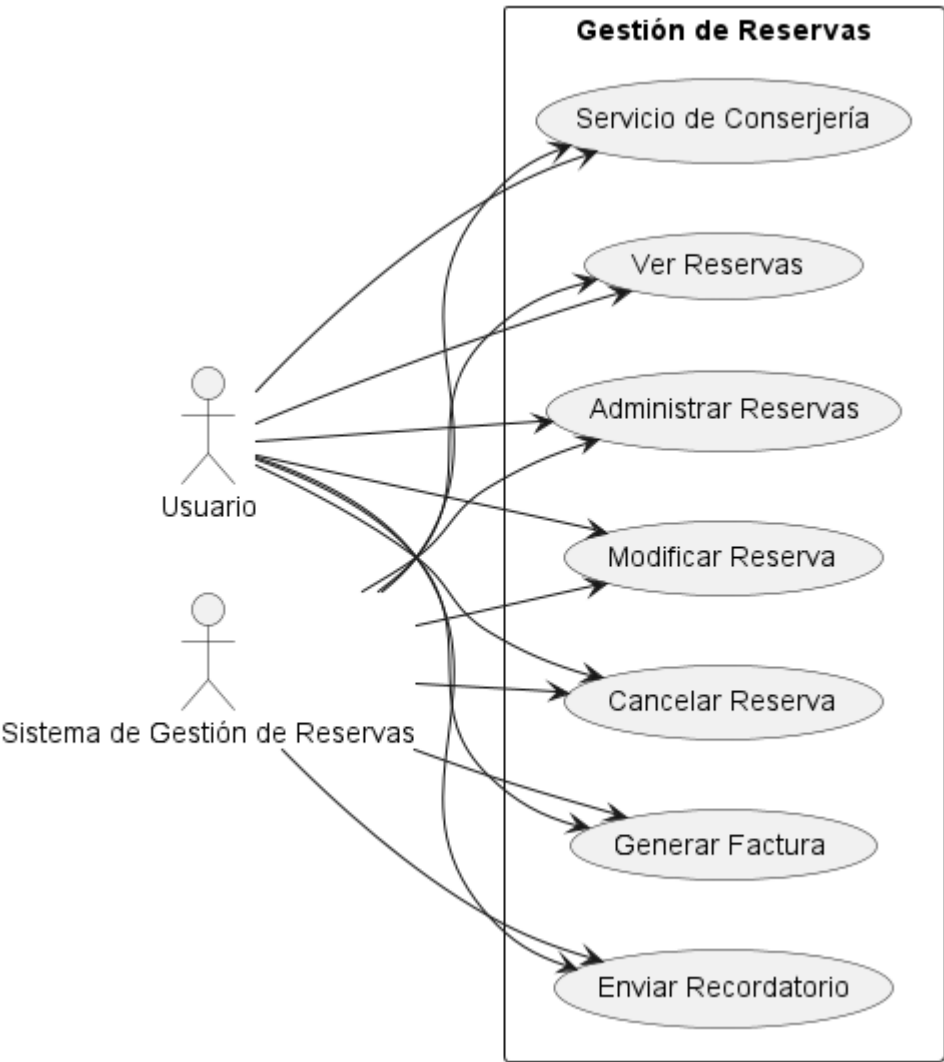 Gestión de Reservas
Servicio de Conserjería
Ver Reservas
Administrar Reservas
Usuario
Modificar Reserva
Cancelar Reserva
Sistema de Gestión de Reservas
Generar Factura
Enviar Recordatorio